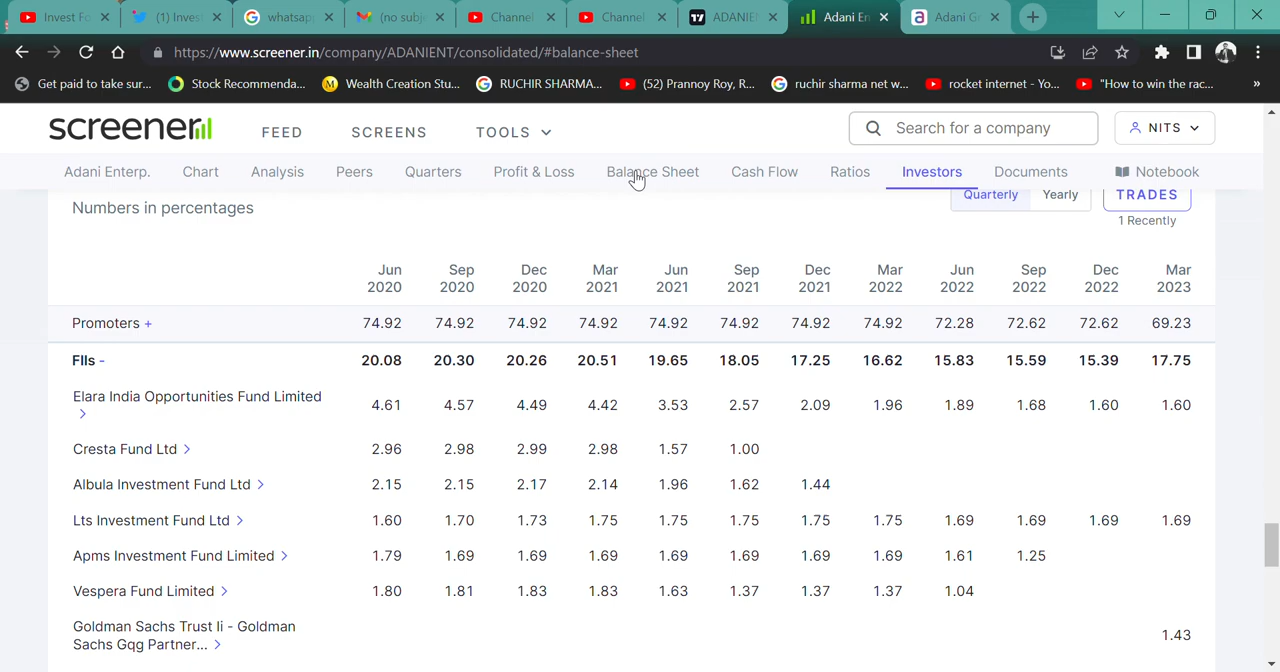 Invest Fo
(1) Invest
whatsap
(no subj
Channel
Channel
ADANIE
Adani En
Adani G
https://www.screener.in/company/ADANIENT/consolidated/#balance-sheet
Get paid to take sur... Stock Recommenda... Wealth Creation Stu... RUCHIR SHARMA... (52) Prannoy Roy, R... ruchir sharma net w... rocket internet - Yo... "How to win the rac... »
screener FEED SCREENS TOOLS Search for a company NITS
Adani Enterp. Chart Analysis Peers Quarters Profit & Loss Balance Sheet Cash Flow Ratios Investors Documents Notebook
Numbers in percentages Quarterly Yearly TRADES
1 Recently
Jun 2020 Sep 2020 Dec 2020 Mar 2021 Jun 2021 Sep 2021 Dec 2021 Mar 2022 Jun 2022 Sep 2022 Dec 2022 Mar 2023
Promoters + 74.92 74.92 74.92 74.92 74.92 74.92 74.92 74.92 72.28 72.62 72.62 69.23
FIIs - 20.08 20.30 20.26 20.51 19.65 18.05 17.25 16.62 15.83 15.59 15.39 17.75
Elara India Opportunities Fund Limited > 4.61 4.57 4.49 4.42 3.53 2.57 2.09 1.96 1.89 1.68 1.60 1.60
Cresta Fund Ltd > 2.96 2.98 2.99 2.98 1.57 1.00
Albula Investment Fund Ltd > 2.15 2.15 2.17 2.14 1.96 1.62 1.44
Lts Investment Fund Ltd > 1.60 1.70 1.73 1.75 1.75 1.75 1.75 1.75 1.69 1.69 1.69 1.69
Apms Investment Fund Limited > 1.79 1.69 1.69 1.69 1.69 1.69 1.69 1.69 1.61 1.25
Vespera Fund Limited > 1.80 1.81 1.83 1.83 1.63 1.37 1.37 1.37 1.04
Goldman Sachs Trust Ii - Goldman
Sachs Gqg Partner... > 1.43